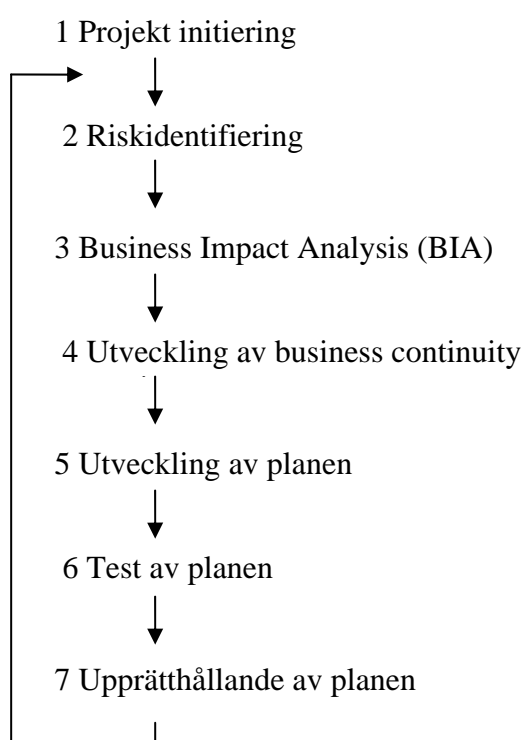 1 Projekt initiering
2 Riskidentifiering
3 Business Impact Analysis (BIA)
4 Utveckling av business continuity
5 Utveckling av planen
6 Test av planen
7 Upprätthållande av planen